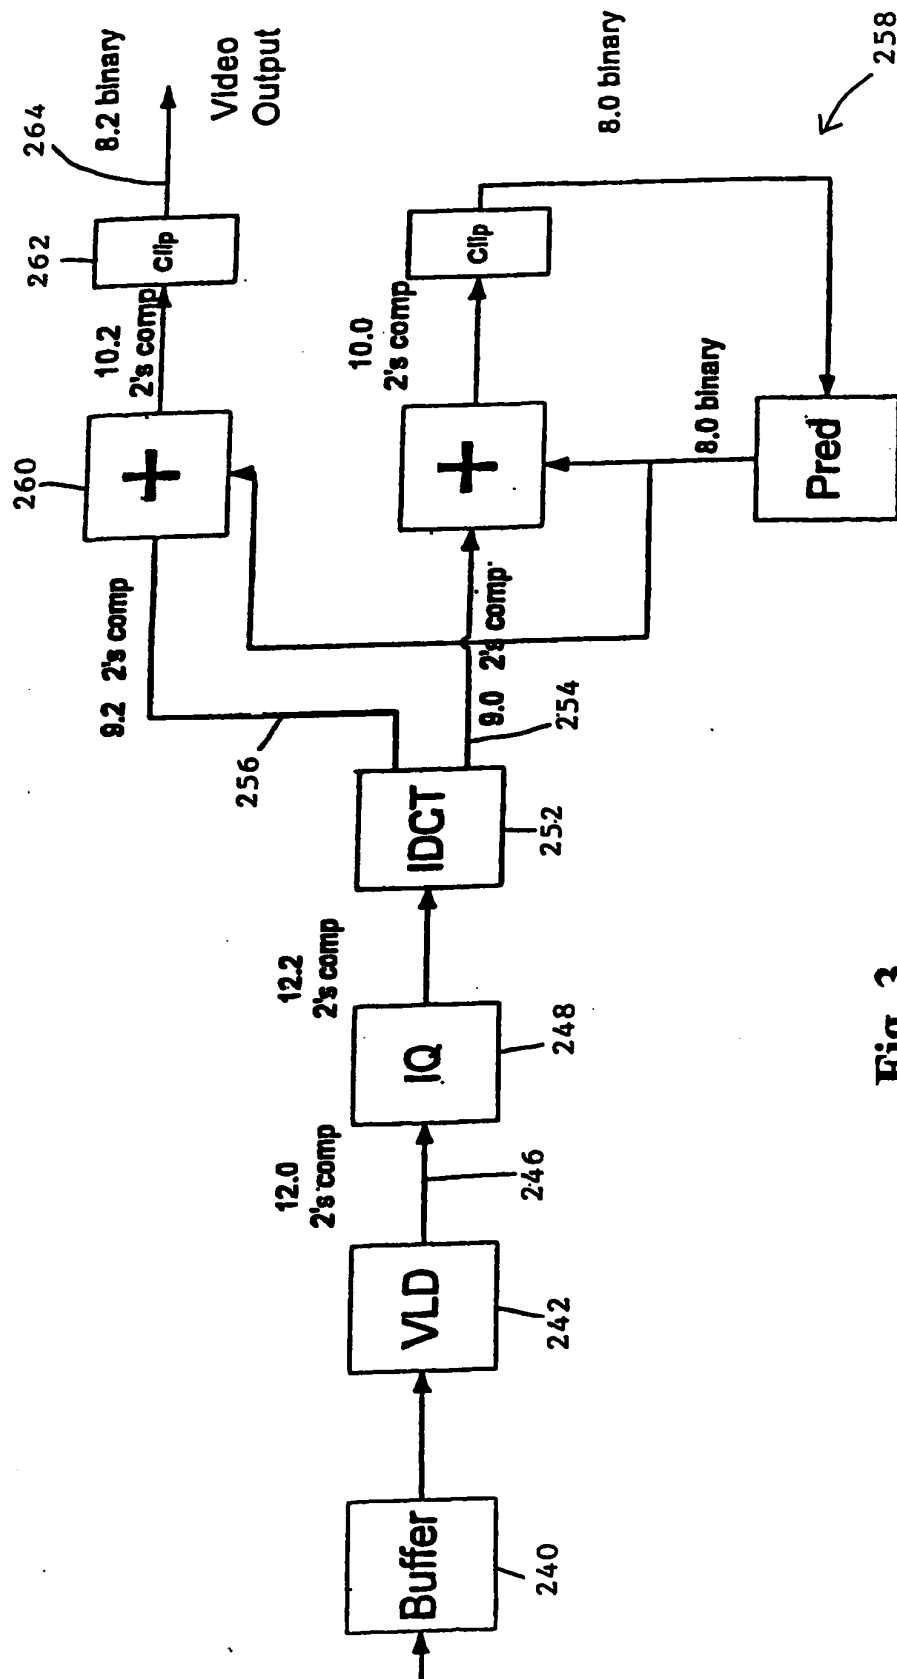 Buffer
240
VLD
242
12.0
2's comp
246
IQ
248
12.2
2's comp
IDCT
252
9.2 2's comp
256
9.0 2's comp
254
260
+
10.2
2's comp
262
Clip
264
8.2 binary
Video
Output
+
10.0
2's comp
Clip
8.0 binary
8.0 binary
Pred
258
Fig. 3